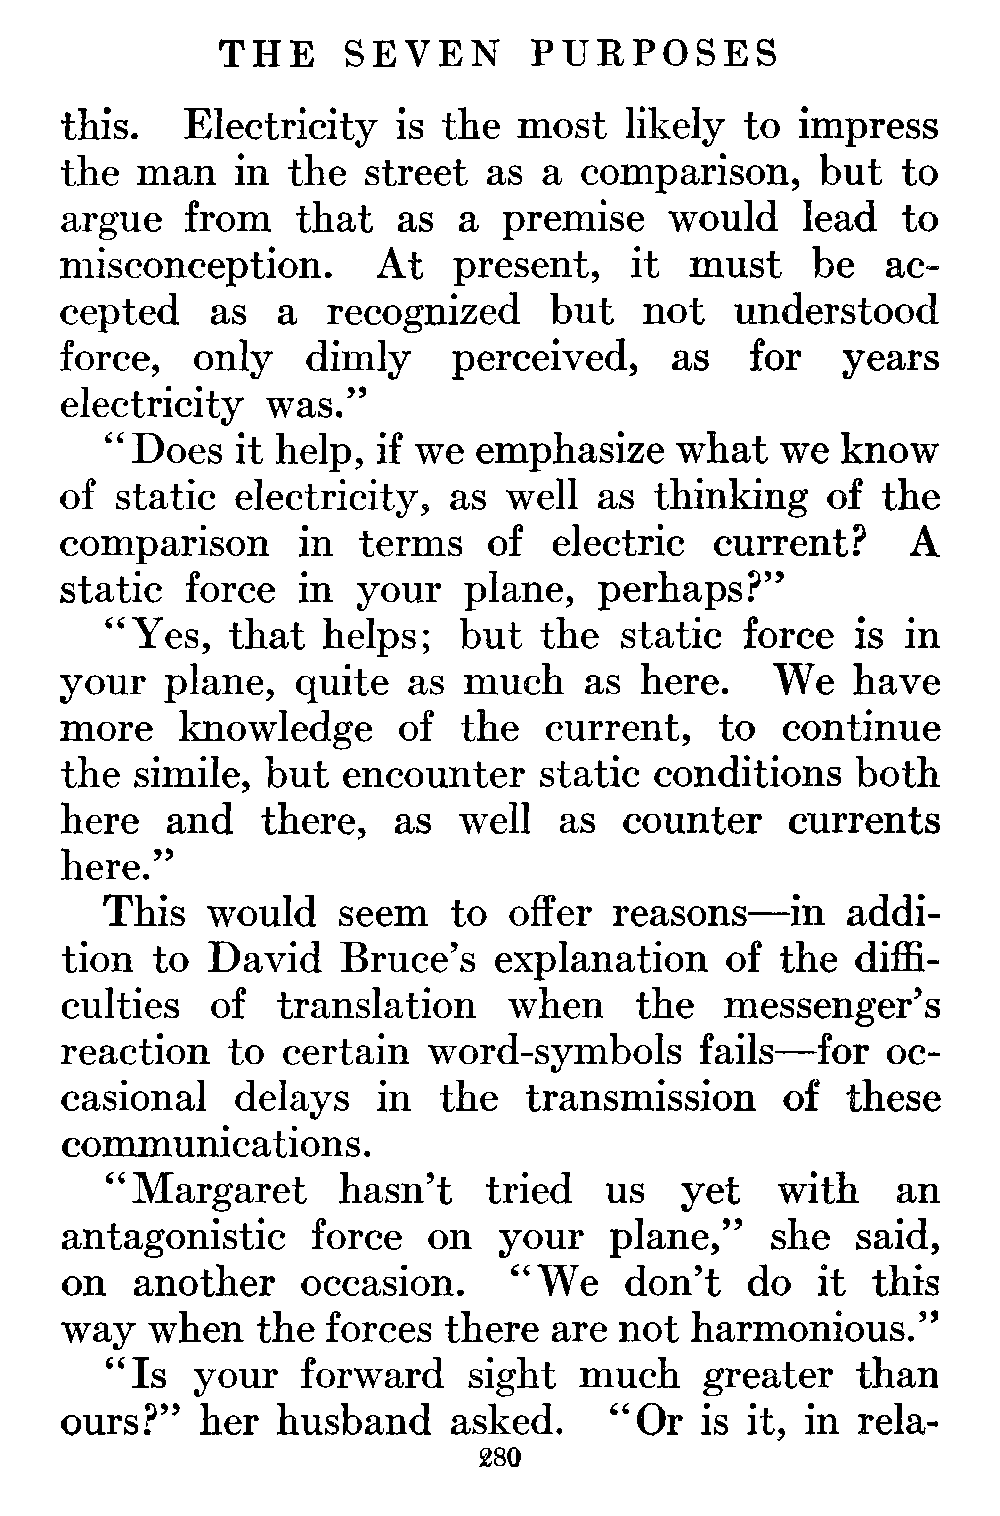 THE SEVEN PURPOSES
this. Electricity is the most likely to impress
the man in the street as a comparison, but to
argue from that as a premise would lead to
misconception. At present, it must be ac-
cepted as a recognized but not understood
force, only dimly perceived, as for years
electricity was.”
“Does it help, if we emphasize what we know
of static electricity, as well as thinking of the
comparison in terms of electric current? A
static force in your plane, perhaps?”
“Yes, that helps; but the static force is in
your plane, quite as much as here. We have
more knowledge of the current, to continue
the simile, but encounter static conditions both
here and there, as well as counter currents
here.”
This would seem to offer reasons—in addi-
tion to David Bruce’s explanation of the diffi-
culties of translation when the messenger’s
reaction to certain word-symbols fails—for oc-
casional delays in the transmission of these
communications.
“Margaret hasn’t tried us yet with an
antagonistic force on your plane,” she said,
on another occasion. “We don’t do it this
way when the forces there are not harmonious.”
“Is your forward sight much greater than
ours?” her husband asked. “Or is it, in rela-
280